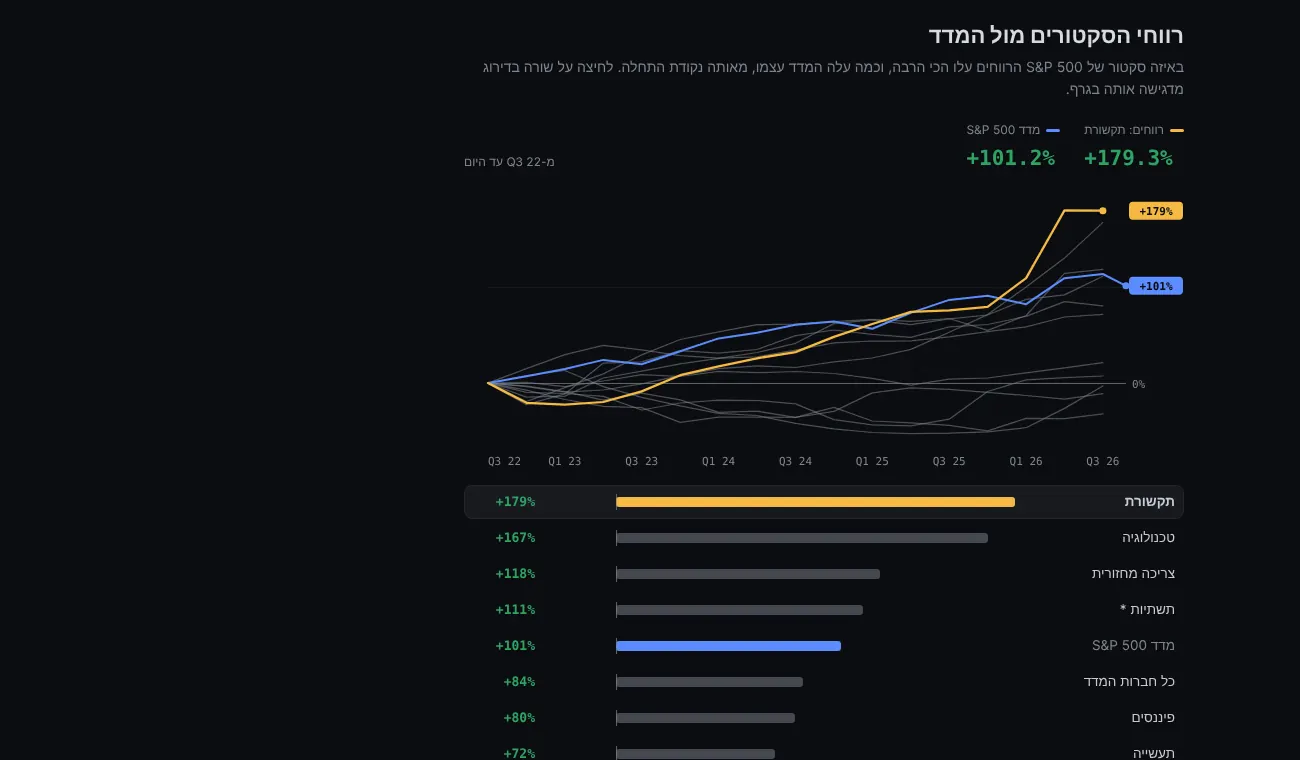 רווחי הסקטורים מול המדד
באיזה סקטור של S&P 500 הרווחים עלו הכי הרבה, וכמה עלה המדד עצמו, מאותה נקודת התחלה. לחיצה על שורה בדירוג
מדגישה אותה בגרף.
רווחים: תקשורת
+179.3%
מדד S&P 500
+101.2%
מ-Q3 22 עד היום
+179%
+101%
0%
Q3 22 Q1 23 Q3 23 Q1 24 Q3 24 Q1 25 Q3 25 Q1 26 Q3 26
תקשורת +179%
טכנולוגיה +167%
צריכה מחזורית +118%
תשתיות * +111%
מדד S&P 500 +101%
כל חברות המדד +84%
פיננסים +80%
תעשייה +72%